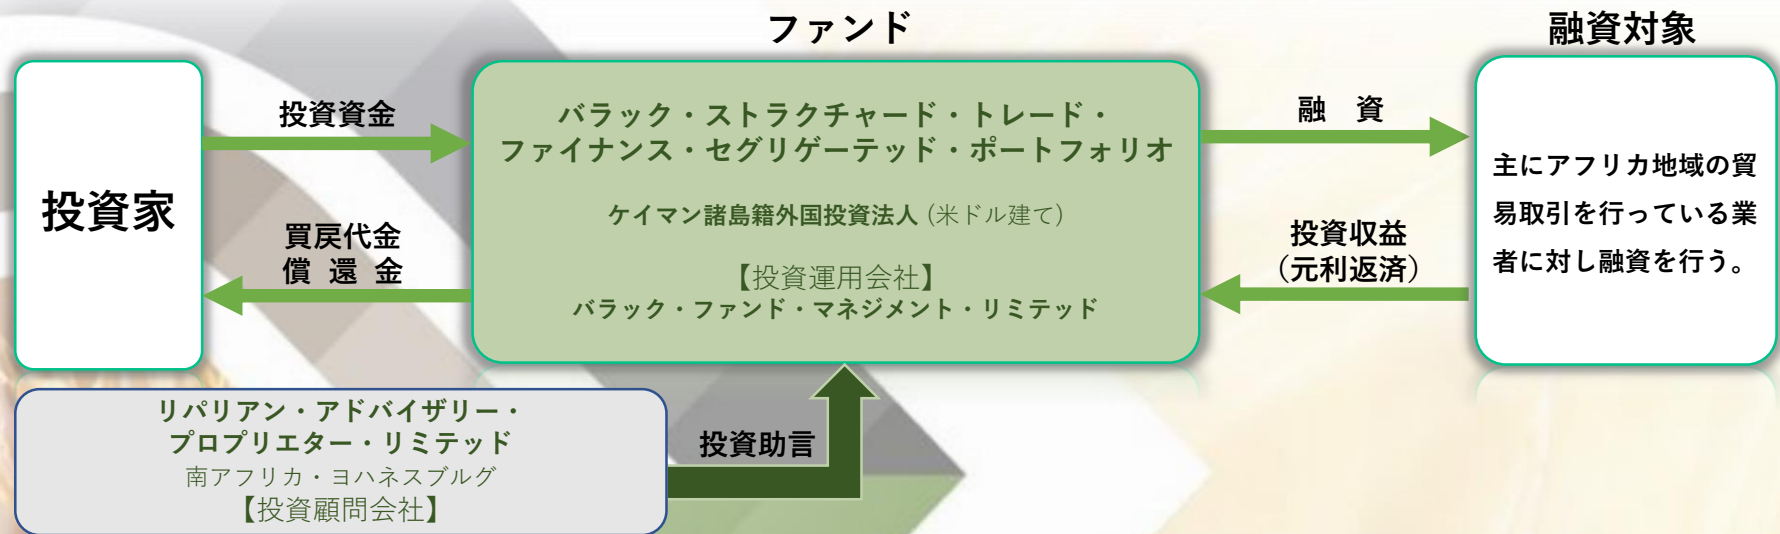 ファンド
融資対象
投資家
投資資金
買戻代金
償 還 金
バラック・ストラクチャード・トレード・
ファイナンス・セグリゲーテッド・ポートフォリオ
ケイマン諸島籍外国投資法人 (米ドル建て)
【投資運用会社】
バラック・ファンド・マネジメント・リミテッド
融　資
投資収益
（元利返済）
主にアフリカ地域の貿
易取引を行っている業
者に対し融資を行う。
リパリアン・アドバイザリー・
プロプリエター・リミテッド
南アフリカ・ヨハネスブルグ
【投資顧問会社】
投資助言